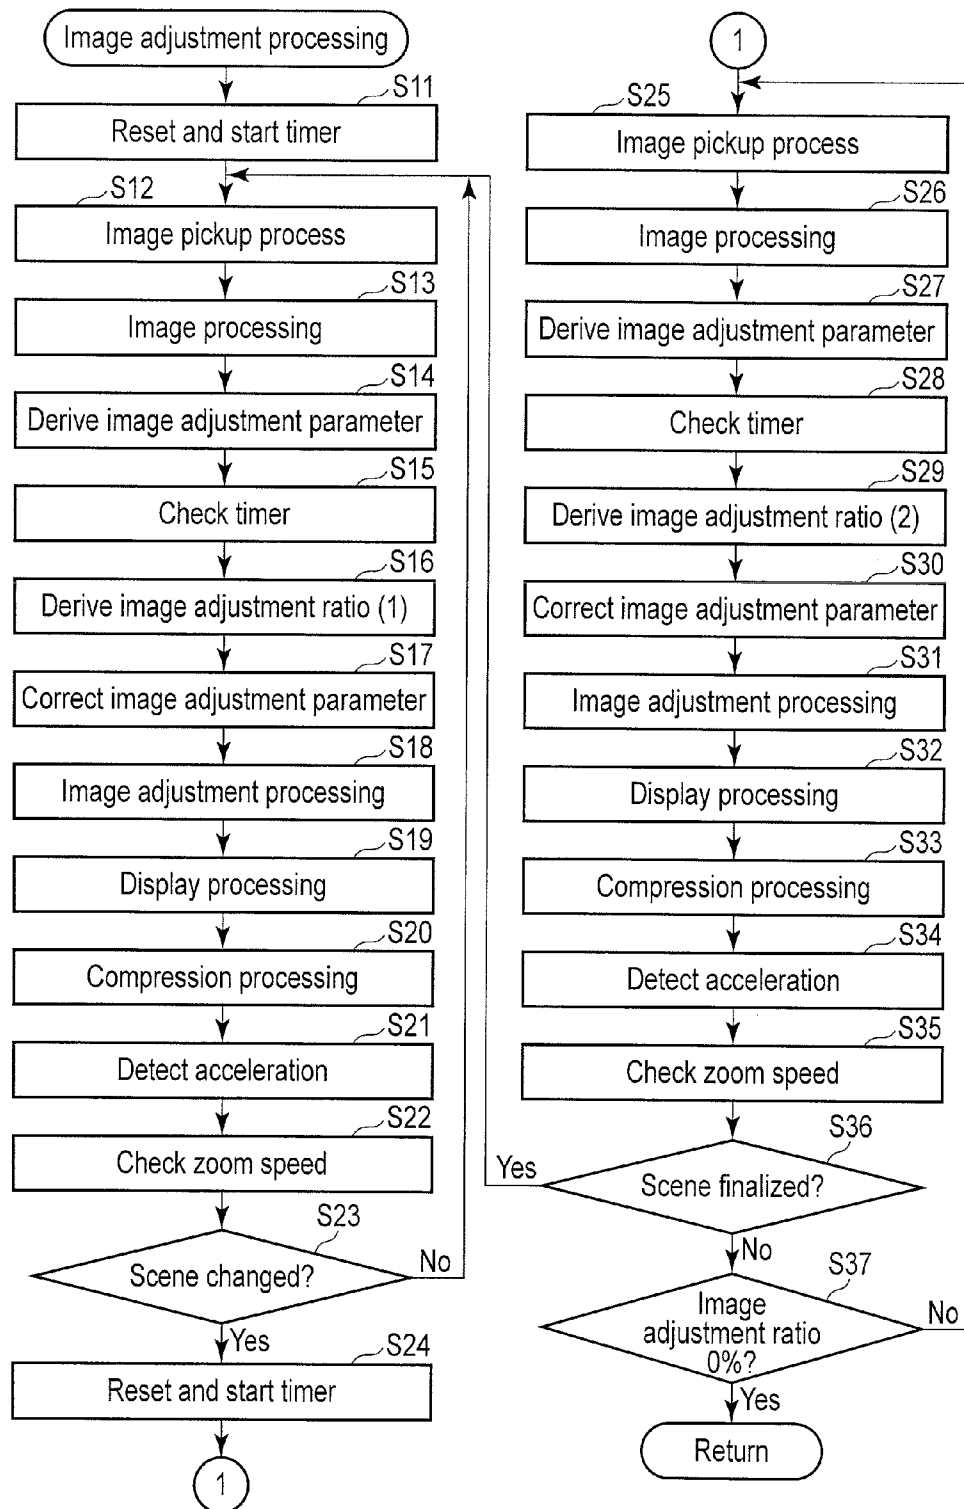 Image adjustment processing
S11
Reset and start timer
S12
Image pickup process
S13
Image processing
S14
Derive image adjustment parameter
S15
Check timer
S16
Derive image adjustment ratio (1)
S17
Correct image adjustment parameter
S18
Image adjustment processing
S19
Display processing
S20
Compression processing
S21
Detect acceleration
S22
Check zoom speed
S23
Scene changed?
No
Yes
S24
Reset and start timer
1
1
S25
Image pickup process
S26
Image processing
S27
Derive image adjustment parameter
S28
Check timer
S29
Derive image adjustment ratio (2)
S30
Correct image adjustment parameter
S31
Image adjustment processing
S32
Display processing
S33
Compression processing
S34
Detect acceleration
S35
Check zoom speed
S36
Yes
Scene finalized?
No
S37
Image
adjustment ratio
0%?
No
Yes
Return